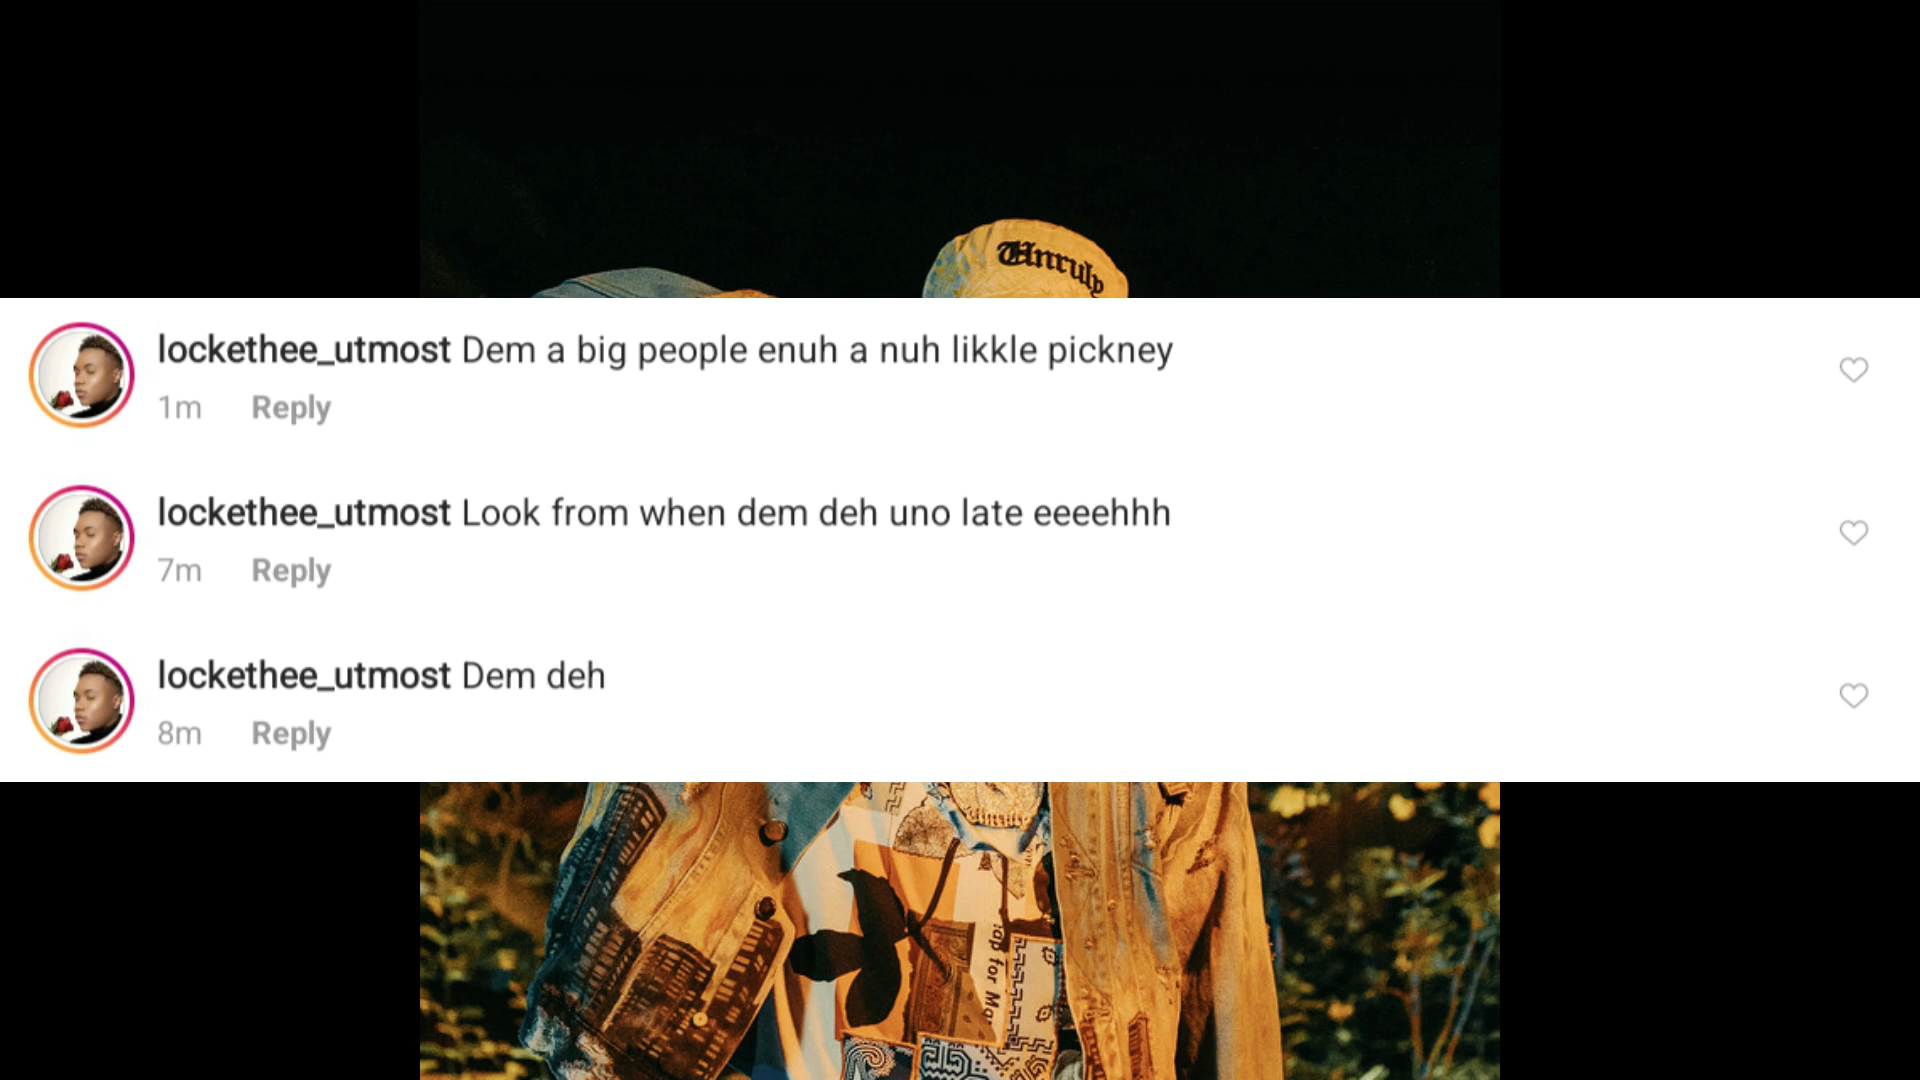 Unruly
lockethee_utmost Dem a big people enuh a nuh likkle pickney
1m Reply
lockethee_utmost Look from when dem deh uno late eeeehhh
7m Reply
lockethee_utmost Dem deh
8m Reply
for